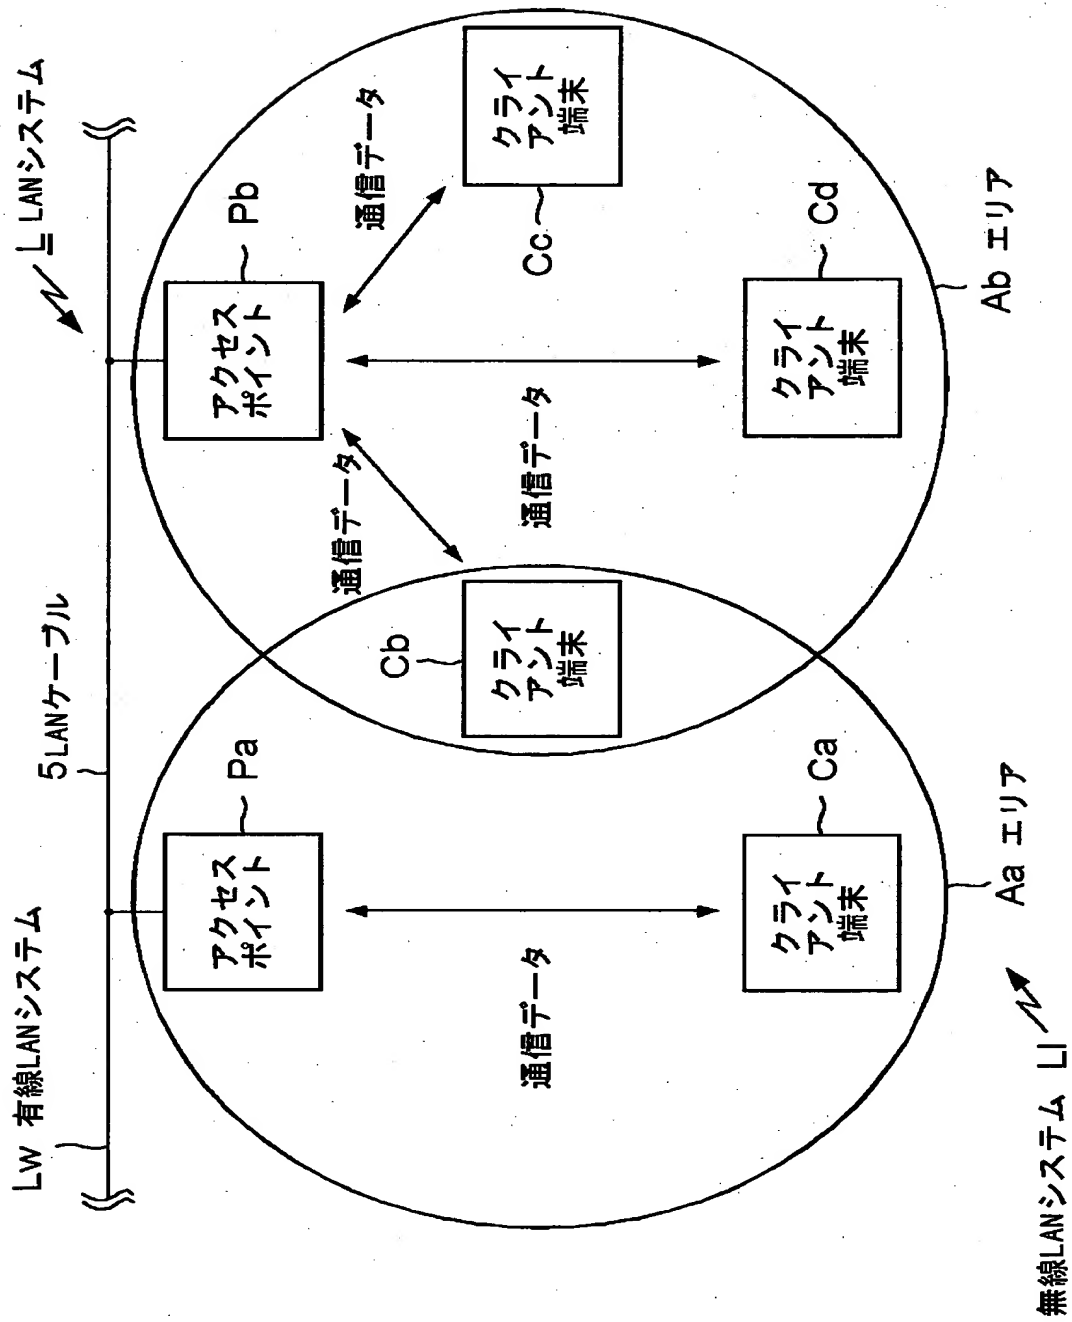 L LANシステム
Lw 有線LANシステム
5 LANケーブル
アクセス
ポイント
Pa
アクセス
ポイント
Pb
通信データ
通信データ
通信データ
通信データ
Cb
クライ
アント
端末
クライ
アント
端末
Cc
クライ
アント
端末
Ca
クライ
アント
端末
Cd
Aa エリア
Ab エリア
無線LANシステム Ll